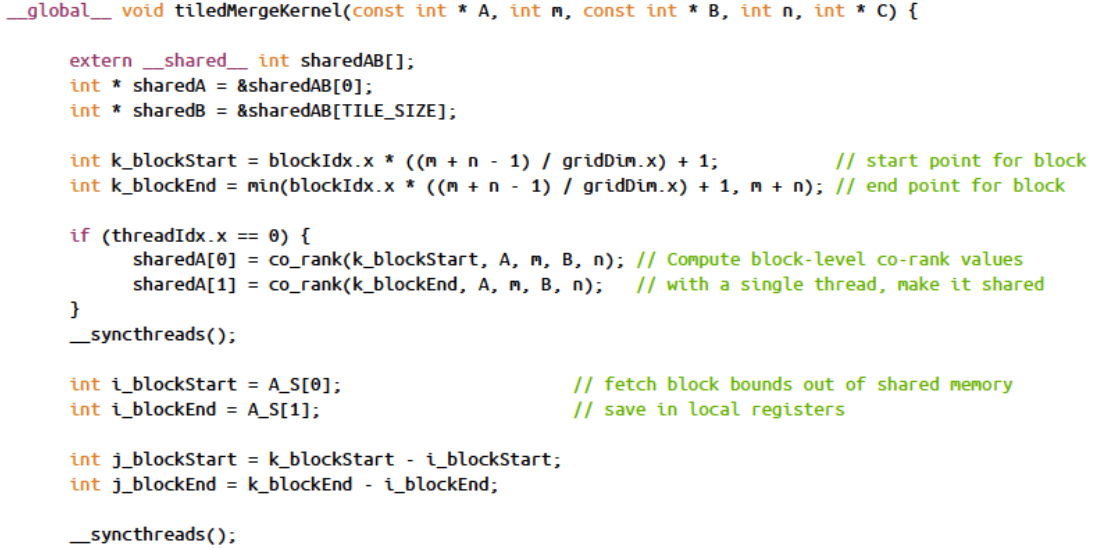 __global__ void tiledMergeKernel(const int * A, int m, const int * B, int n, int * C) {
extern __shared__ int sharedAB[];
int * sharedA = &sharedAB[0];
int * sharedB = &sharedAB[TILE_SIZE];
int k_blockStart = blockIdx.x * ((m + n - 1) / gridDim.x) + 1; // start point for block
int k_blockEnd = min(blockIdx.x * ((m + n - 1) / gridDim.x) + 1, m + n); // end point for block
if (threadIdx.x == 0) {
sharedA[0] = co_rank(k_blockStart, A, m, B, n); // Compute block-level co-rank values
sharedA[1] = co_rank(k_blockEnd, A, m, B, n); // with a single thread, make it shared
}
__syncthreads();
int i_blockStart = A_S[0]; // fetch block bounds out of shared memory
int i_blockEnd = A_S[1]; // save in local registers
int j_blockStart = k_blockStart - i_blockStart;
int j_blockEnd = k_blockEnd - i_blockEnd;
__syncthreads();